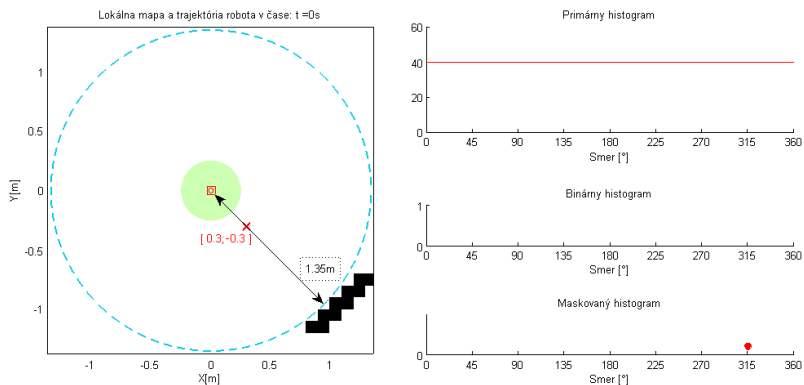 Lokálna mapa a trajektória robota v čase: t =0s
1
0.5
0
-0.5
-1
Y[m]
[ 0.3;-0.3 ]
1.35m
-1 -0.5 0 0.5 1
X[m]
Primárny histogram
60
40
20
0
0 45 90 135 180 225 270 315 360
Smer [°]
Binárny histogram
1
0
0 45 90 135 180 225 270 315 360
Smer [°]
Maskovaný histogram
0
0 45 90 135 180 225 270 315 360
Smer [°]